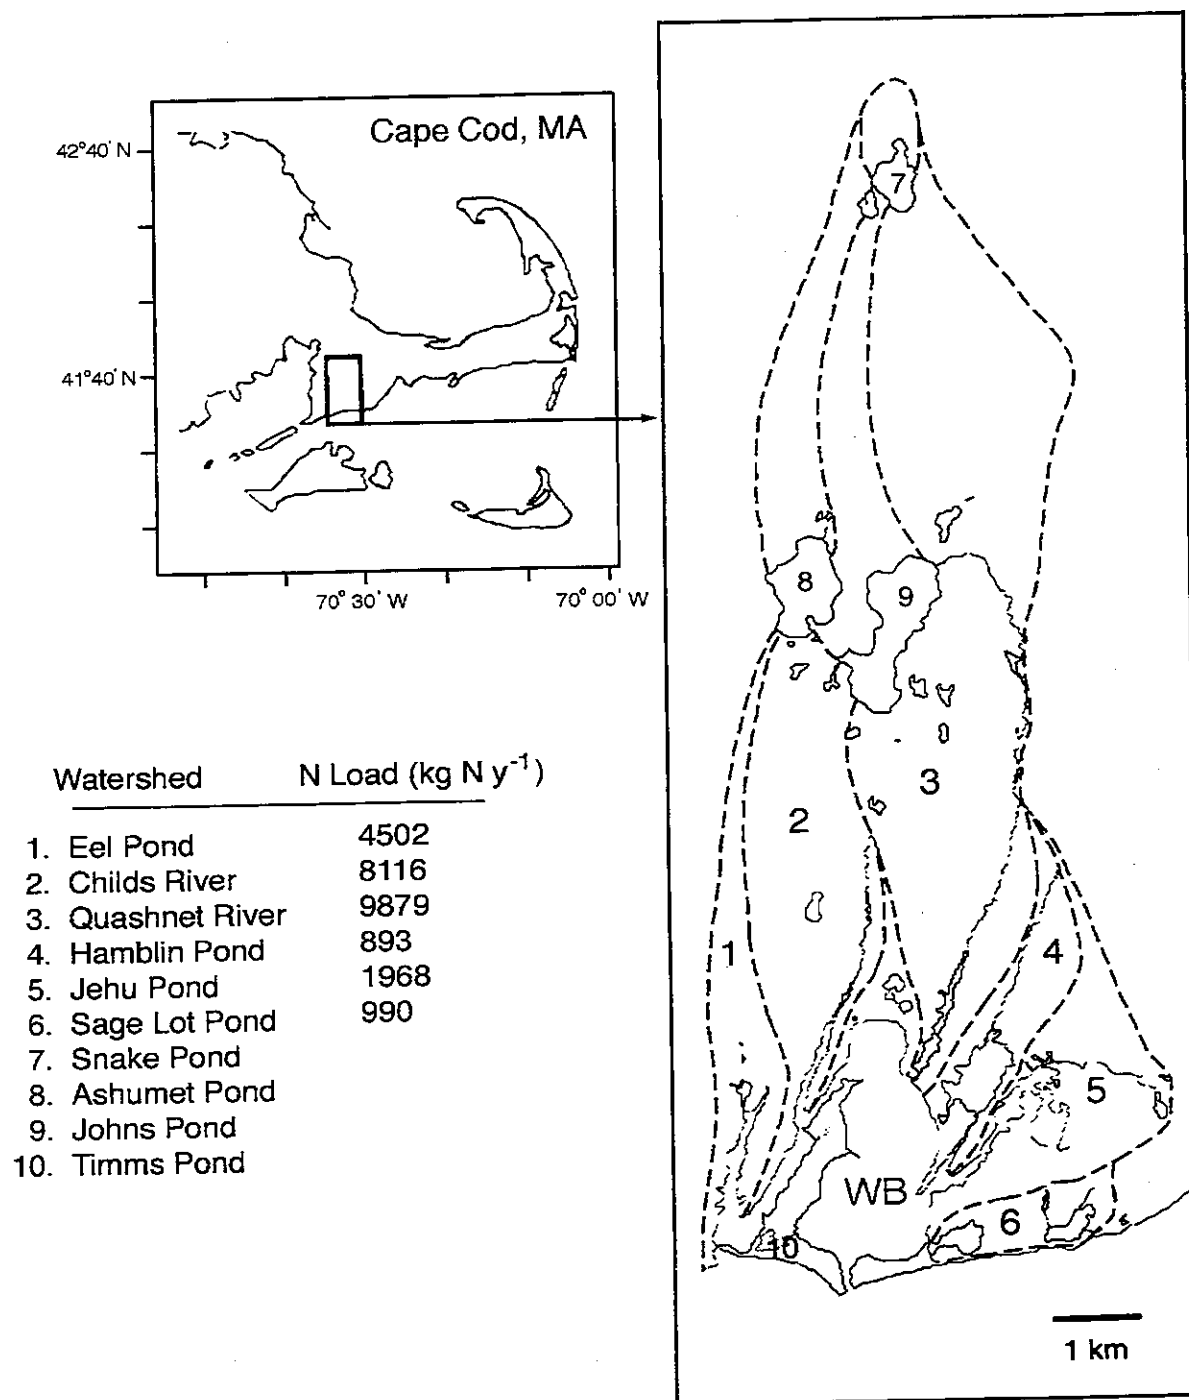 Cape Cod, MA
42°40' N
41°40' N
70° 30' W
70° 00' W
Watershed N Load (kg N y⁻¹)
1. Eel Pond 4502
2. Childs River 8116
3. Quashnet River 9879
4. Hamblin Pond 893
5. Jehu Pond 1968
6. Sage Lot Pond 990
7. Snake Pond
8. Ashumet Pond
9. Johns Pond
10. Timms Pond
7
8
9
3
2
1
4
5
WB
6
10
1 km